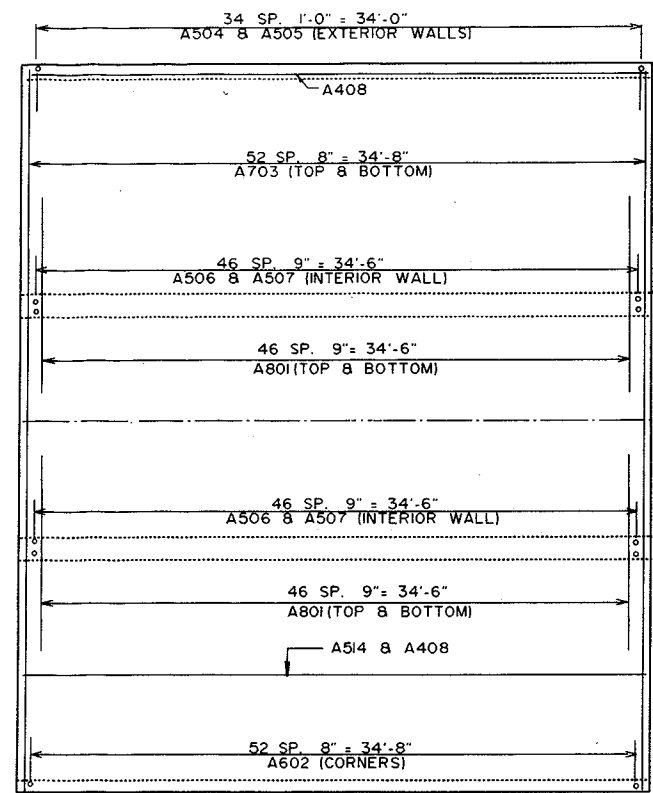 34 SP. 1'-0" = 34'-0"
A504 & A505 (EXTERIOR WALLS)
A408
52 SP. 8" = 34'-8"
A703 (TOP & BOTTOM)
46 SP. 9" = 34'-6"
A506 & A507 (INTERIOR WALL)
46 SP. 9"= 34'-6"
A801(TOP & BOTTOM)
46 SP. 9" = 34'-6"
A506 & A507 (INTERIOR WALL)
46 SP. 9"= 34'-6"
A801(TOP & BOTTOM)
A514 & A408
52 SP. 8" = 34'-8"
A602 (CORNERS)